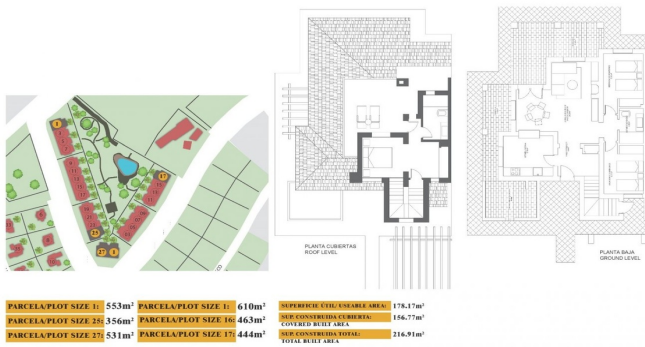 PLANTA CUBIERTAS
ROOF LEVEL
PLANTA BAJA
GROUND LEVEL
PARCELA/PLOT SIZE 1: 553m² PARCELA/PLOT SIZE 1: 610m²
PARCELA/PLOT SIZE 25: 356m² PARCELA/PLOT SIZE 16: 463m²
PARCELA/PLOT SIZE 27: 531m² PARCELA/PLOT SIZE 17: 444m²
SUPERFICIE ÚTIL/ USEABLE AREA: 178.17m²
SUP. CONSTRUIDA CUBIERTA: 156.77m²
COVERED BUILT AREA
SUP. CONSTRUIDA TOTAL: 216.91m²
TOTAL BUILT AREA